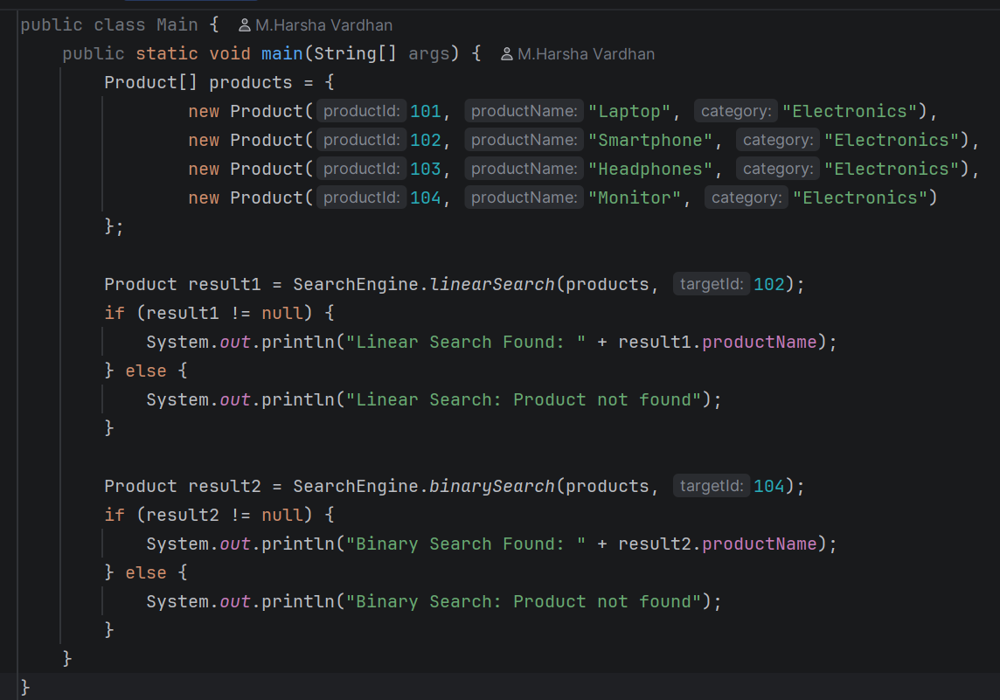 public class Main { M.Harsha Vardhan
    public static void main(String[] args) { M.Harsha Vardhan
        Product[] products = {
                new Product( productId: 101, productName: "Laptop", category: "Electronics"),
                new Product( productId: 102, productName: "Smartphone", category: "Electronics"),
                new Product( productId: 103, productName: "Headphones", category: "Electronics"),
                new Product( productId: 104, productName: "Monitor", category: "Electronics")
        };

        Product result1 = SearchEngine.linearSearch(products, targetId: 102);
        if (result1 != null) {
            System.out.println("Linear Search Found: " + result1.productName);
        } else {
            System.out.println("Linear Search: Product not found");
        }

        Product result2 = SearchEngine.binarySearch(products, targetId: 104);
        if (result2 != null) {
            System.out.println("Binary Search Found: " + result2.productName);
        } else {
            System.out.println("Binary Search: Product not found");
        }
    }
}